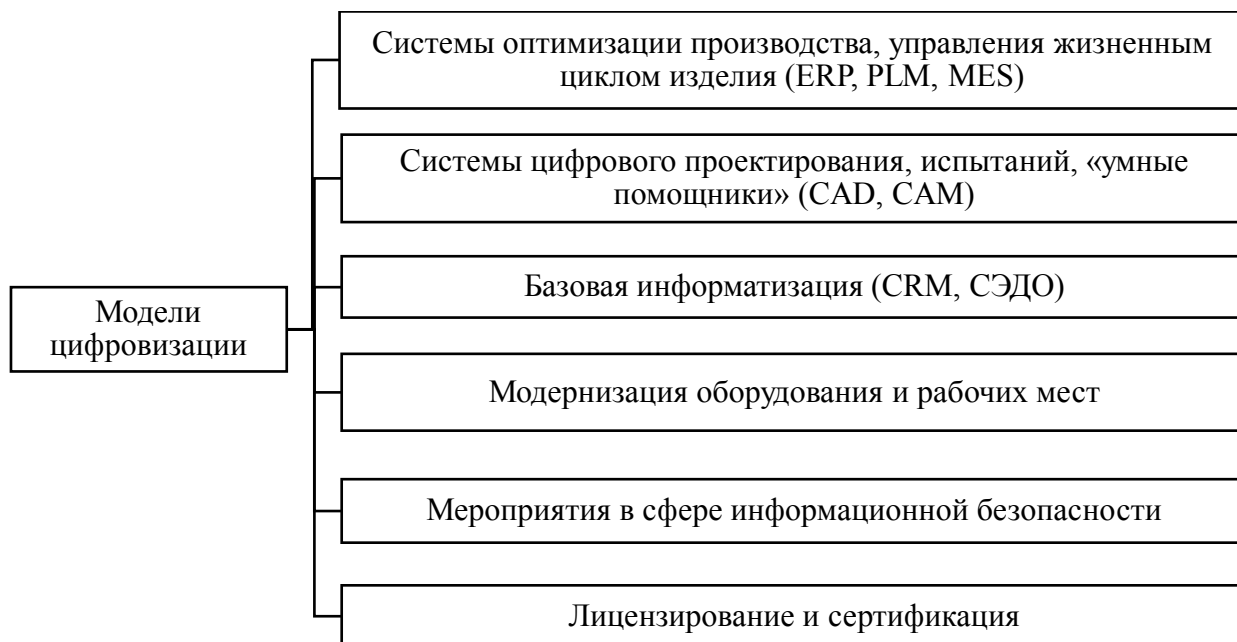 Системы оптимизации производства, управления жизненным
циклом изделия (ERP, PLM, MES)
Системы цифрового проектирования, испытаний, «умные
помощники» (CAD, CAM)
Базовая информатизация (CRM, СЭДО)
Модели
цифровизации
Модернизация оборудования и рабочих мест
Мероприятия в сфере информационной безопасности
Лицензирование и сертификация